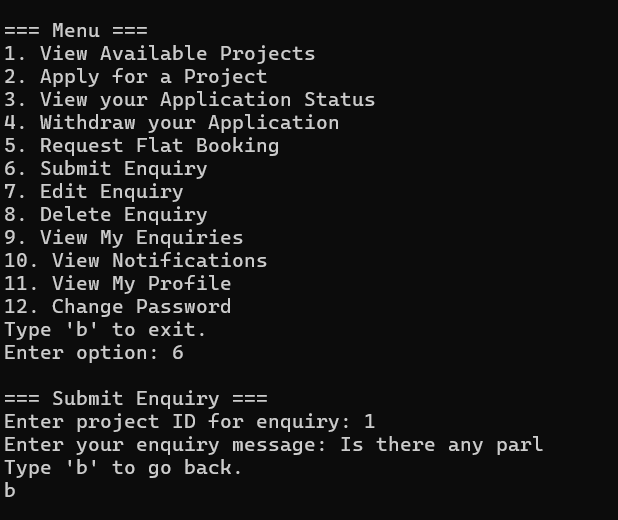 === Menu ===
1. View Available Projects
2. Apply for a Project
3. View your Application Status
4. Withdraw your Application
5. Request Flat Booking
6. Submit Enquiry
7. Edit Enquiry
8. Delete Enquiry
9. View My Enquiries
10. View Notifications
11. View My Profile
12. Change Password
Type 'b' to exit.
Enter option: 6
=== Submit Enquiry ===
Enter project ID for enquiry: 1
Enter your enquiry message: Is there any parl
Type 'b' to go back.
b